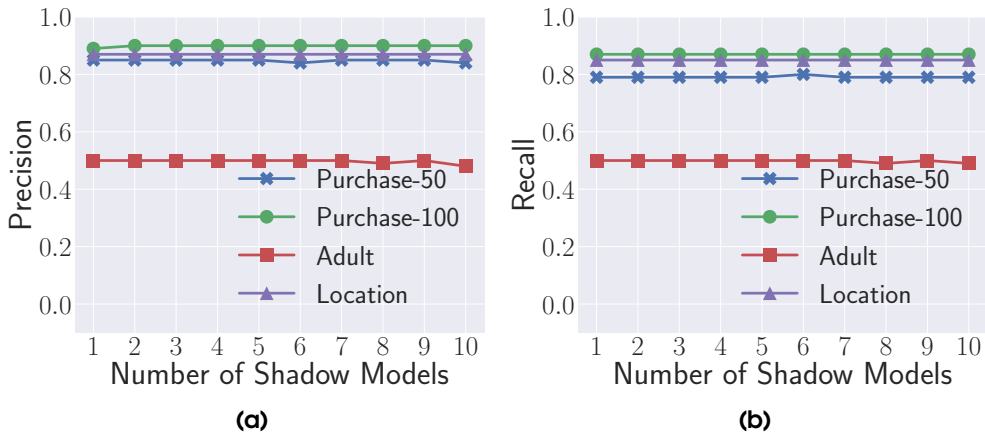 1.0
0.8
0.6
0.4
0.2
0.0
Precision
Purchase-50
Purchase-100
Adult
Location
1 2 3 4 5 6 7 8 9 10
Number of Shadow Models
(a)
1.0
0.8
0.6
0.4
0.2
0.0
Recall
Purchase-50
Purchase-100
Adult
Location
1 2 3 4 5 6 7 8 9 10
Number of Shadow Models
(b)